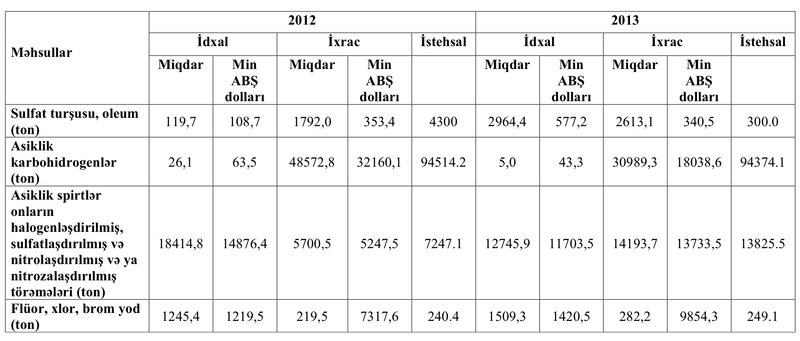 Məhsullar
2012
2013
İdxal
İxrac
İstehsal
İdxal
İxrac
İstehsal
Miqdar
Min
ABŞ
dolları
Miqdar
Min
ABŞ
dolları
Miqdar
Min
ABŞ
dolları
Miqdar
Min
ABŞ
dolları
Sulfat turşusu, oleum
(ton)
119,7
108,7
1792,0
353,4
4300
2964,4
577,2
2613,1
340,5
300.0
Asiklik
karbohidrogenlər
(ton)
26,1
63,5
48572,8
32160,1
94514.2
5,0
43,3
30989,3
18038,6
94374.1
Asiklik spirtlər
onların
halogenləşdirilmiş,
sulfatlaşdırılmış və
nitrolaşdırılmış və ya
nitrozalaşdırılmış
törəmələri (ton)
18414,8
14876,4
5700,5
5247,5
7247.1
12745,9
11703,5
14193,7
13733,5
13825.5
Flüor, xlor, brom yod
(ton)
1245,4
1219,5
219,5
7317,6
240.4
1509,3
1420,5
282,2
9854,3
249.1